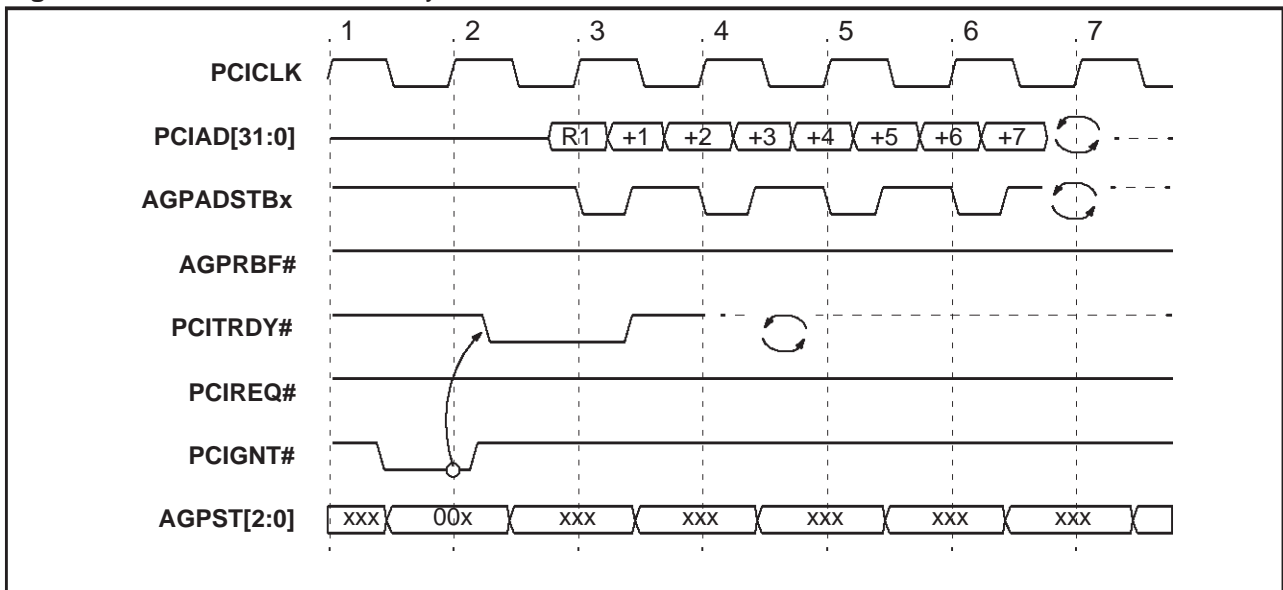 1 2 3 4 5 6 7
PCICLK
PCIAD[31:0] R1 +1 +2 +3 +4 +5 +6 +7
AGPADSTBx
AGPRBF#
PCITRDY#
PCIREQ#
PCIGNT#
AGPST[2:0] xxx 00x xxx xxx xxx xxx xxx